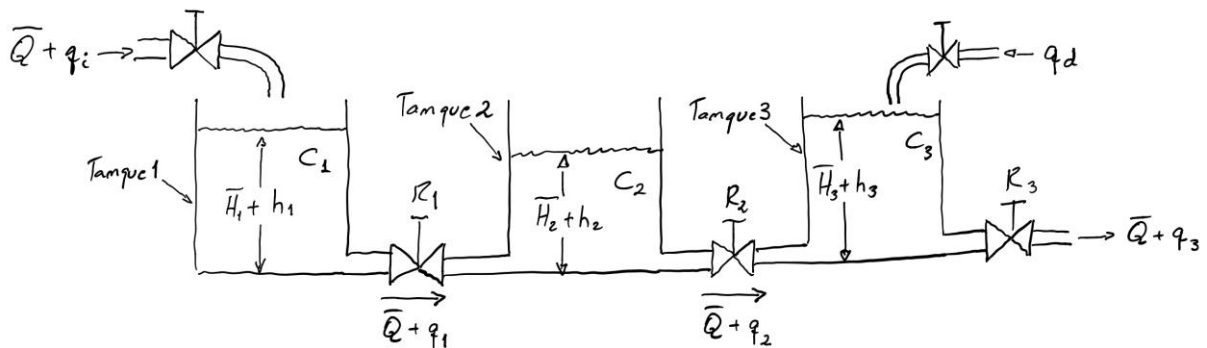 Q̅ + qᵢ
q_d
Tanque 1
C₁
H̅₁ + h₁
R₁
Q̅ + q₁
Tanque 2
C₂
H̅₂ + h₂
R₂
Q̅ + q₂
Tanque 3
C₃
H̅₃ + h₃
R₃
Q̅ + q₃